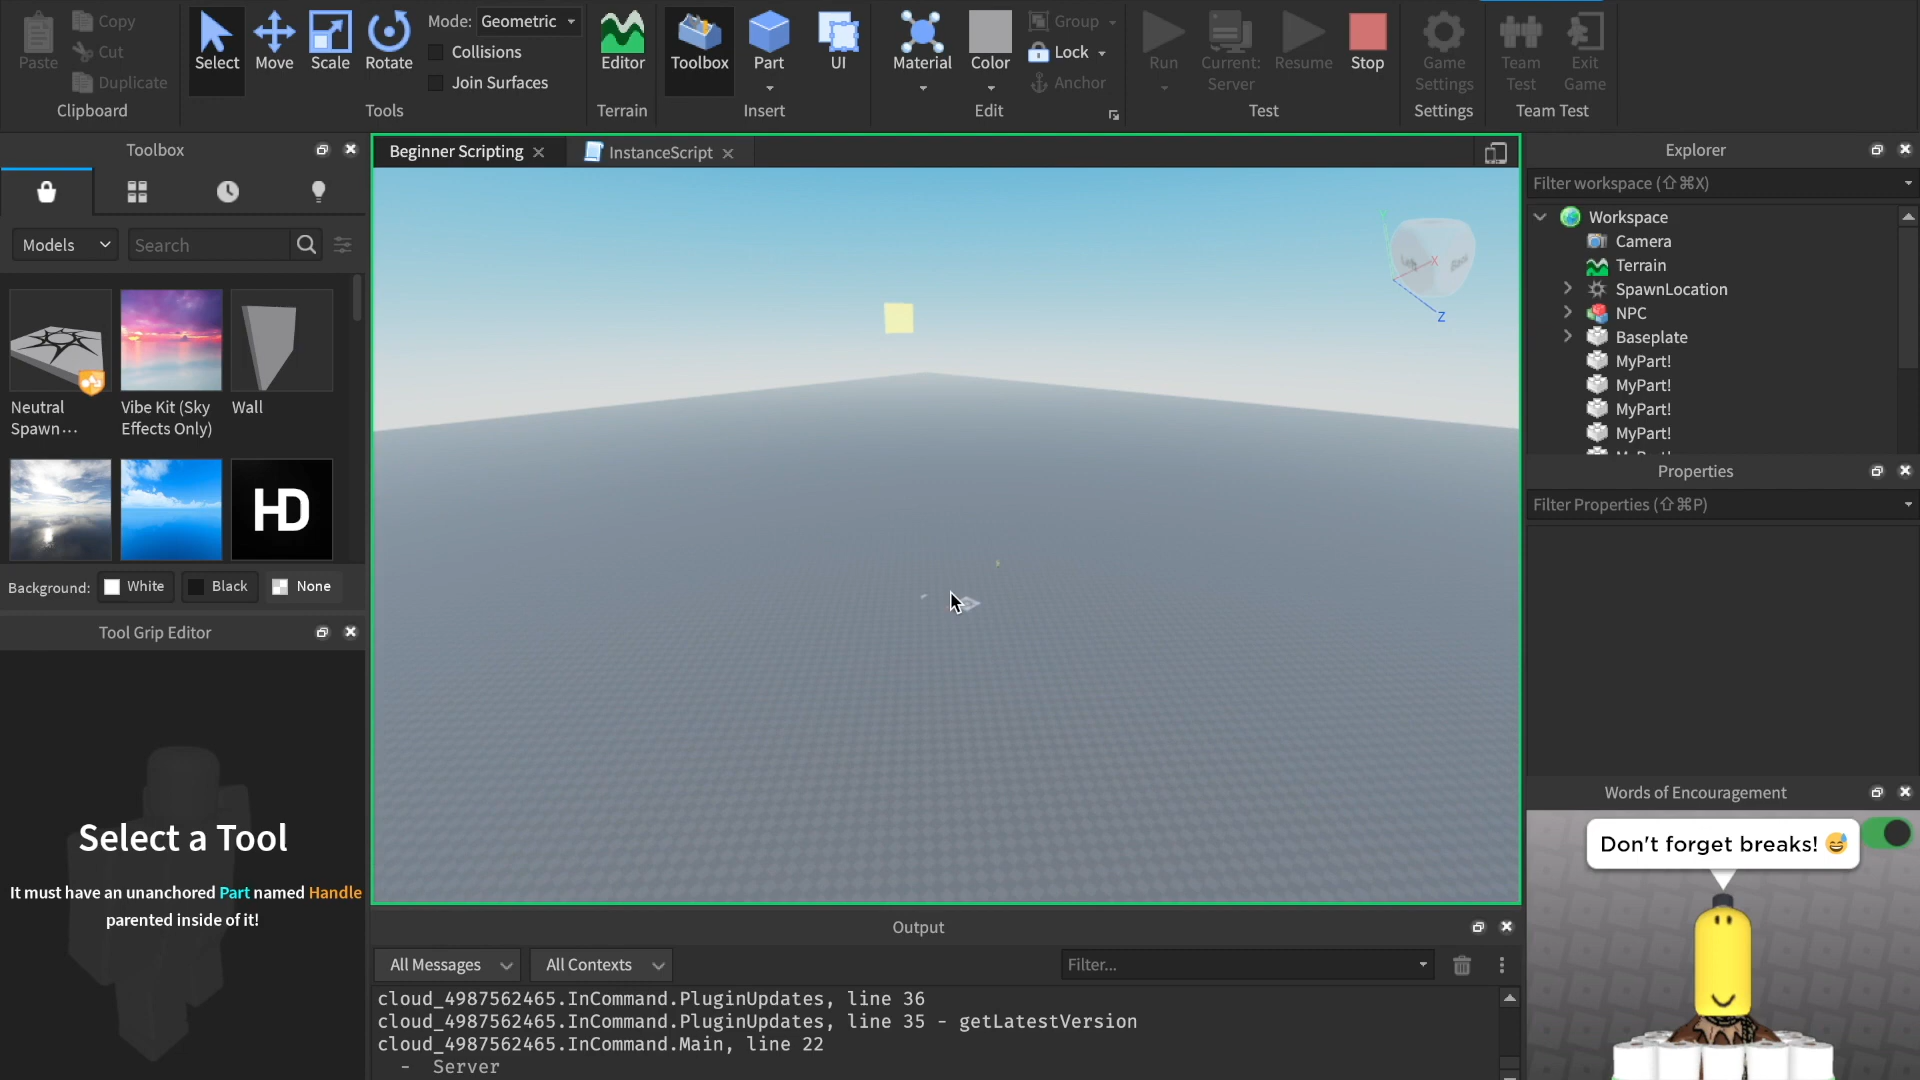 Paste
Copy
Cut
Duplicate
Clipboard
Select
Move
Scale
Rotate
Mode: Geometric
Collisions
Join Surfaces
Tools
Editor
Terrain
Toolbox
Part
UI
Insert
Material
Color
Group
Lock
Anchor
Edit
Run
Current:
Server
Resume
Stop
Test
Game
Settings
Settings
Team
Test
Exit
Game
Team Test
Toolbox
Models
Search
Neutral
Spawn...
Vibe Kit (Sky
Effects Only)
Wall
HD
Background: White Black None
Tool Grip Editor
Select a Tool
It must have an unanchored Part named Handle
parented inside of it!
Beginner Scripting
InstanceScript
X
Z
Output
All Messages
All Contexts
Filter...
cloud_4987562465.InCommand.PluginUpdates, line 36
cloud_4987562465.InCommand.PluginUpdates, line 35 - getLatestVersion
cloud_4987562465.InCommand.Main, line 22
- Server
Explorer
Filter workspace (⇧⌘X)
Workspace
Camera
Terrain
SpawnLocation
NPC
Baseplate
MyPart!
MyPart!
MyPart!
MyPart!
Properties
Filter Properties (⇧⌘P)
Words of Encouragement
Don't forget breaks! 😅